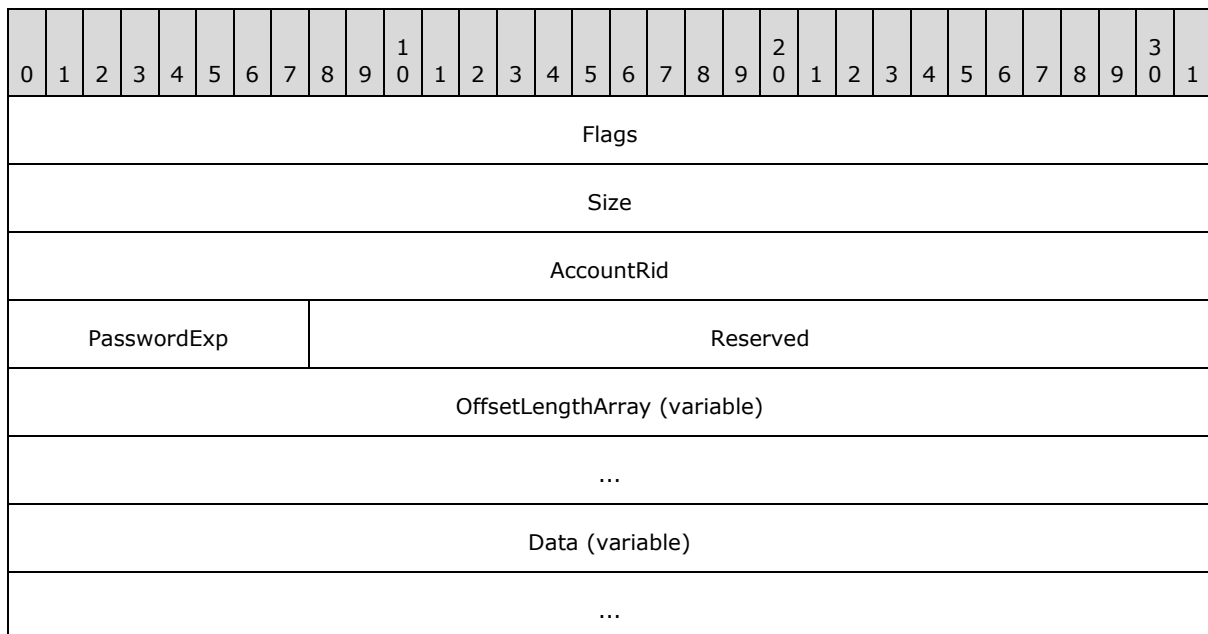 0 1 2 3 4 5 6 7 8 9 1 0 1 2 3 4 5 6 7 8 9 2 0 1 2 3 4 5 6 7 8 9 3 0 1
Flags
Size
AccountRid
PasswordExp Reserved
OffsetLengthArray (variable)
...
Data (variable)
...